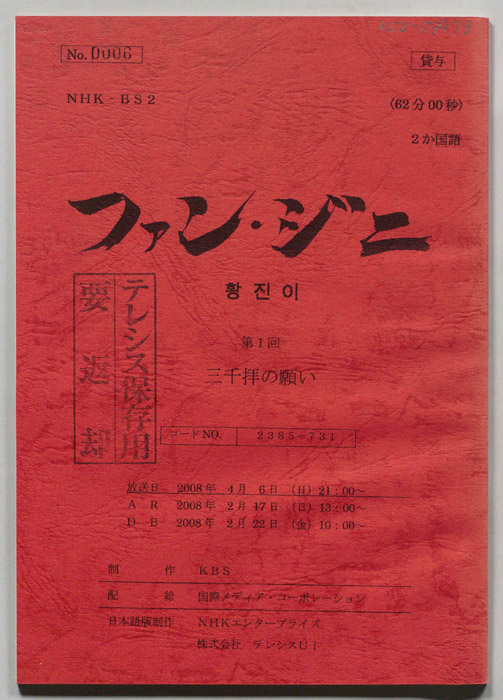 No. 0006
貸与
NHK-BS2
(62分00秒)
2か国語
ファン・ジニ
황진이
第1回
三千拝の願い
テレシス保存用
要返却
コードNO. 2385-731
放送日 2008年 4月 6日 (日) 21:00~
AR 2008年 2月 17日 (日) 13:00~
DB 2008年 2月 22日 (金) 10:00~
制作 KBS
配給 国際メディア・コーポレーション
日本語版制作 NHKエンタープライズ
株式会社 テレシスUi